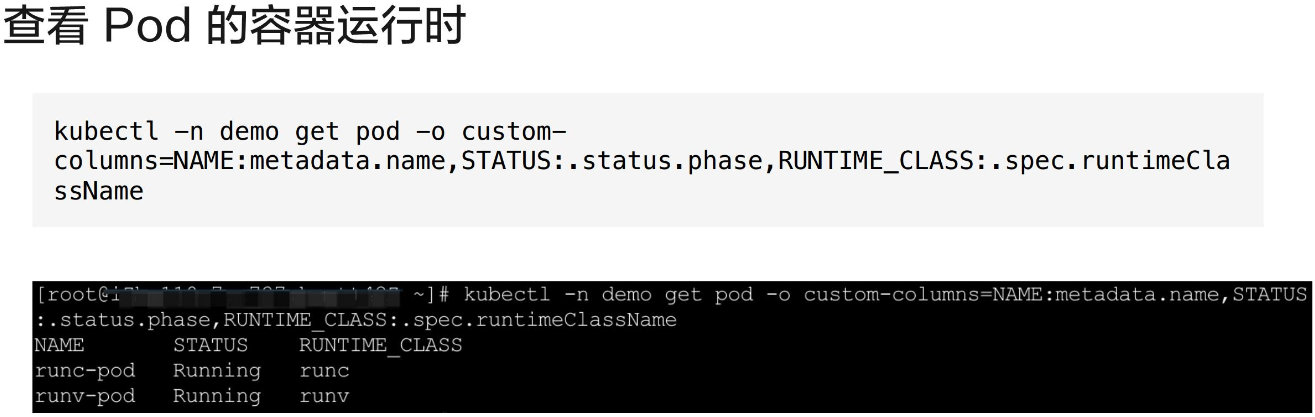 查看 Pod 的容器运行时
kubectl -n demo get pod -o custom-
columns=NAME:metadata.name,STATUS:.status.phase,RUNTIME_CLASS:.spec.runtimeCla
ssName
[root@ ~]# kubectl -n demo get pod -o custom-columns=NAME:metadata.name,STATUS
:.status.phase,RUNTIME_CLASS:.spec.runtimeClassName
NAME STATUS RUNTIME_CLASS
runc-pod Running runc
runv-pod Running runv